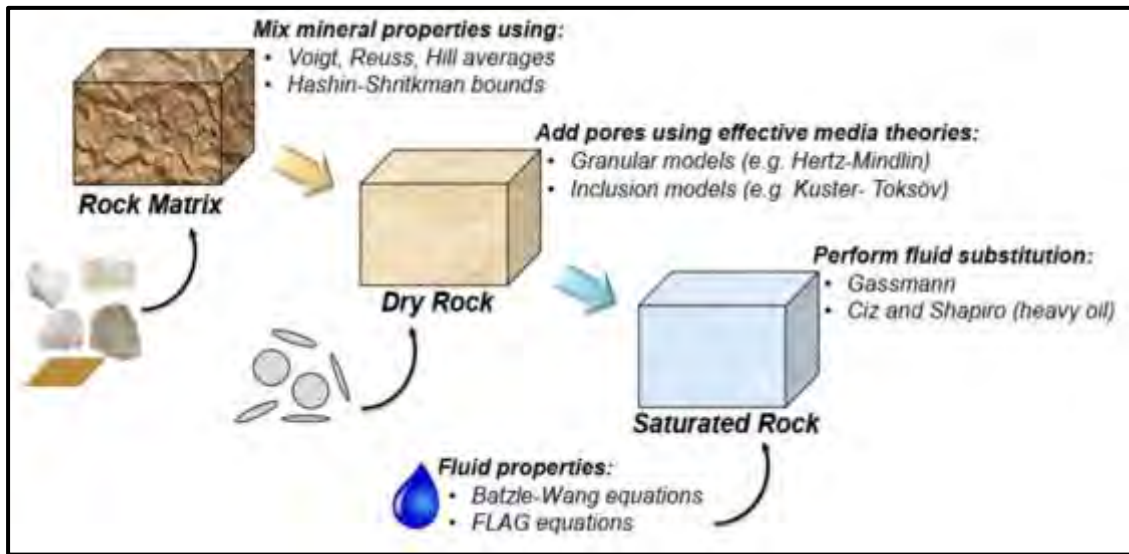 Mix mineral properties using:
• Voigt, Reuss, Hill averages
• Hashin-Shritkman bounds
Rock Matrix
Add pores using effective media theories:
• Granular models (e.g. Hertz-Mindlin)
• Inclusion models (e.g. Kuster- Toksöv)
Dry Rock
Perform fluid substitution:
• Gassmann
• Ciz and Shapiro (heavy oil)
Saturated Rock
Fluid properties:
• Batzle-Wang equations
• FLAG equations